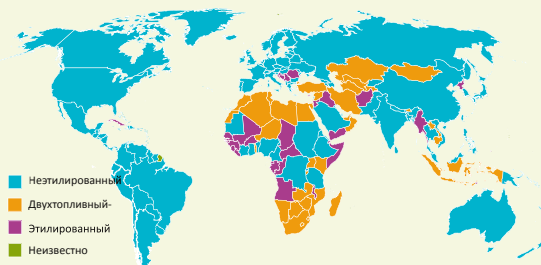 Неэтилированный
Двухтопливный-
Этилированный
Неизвестно